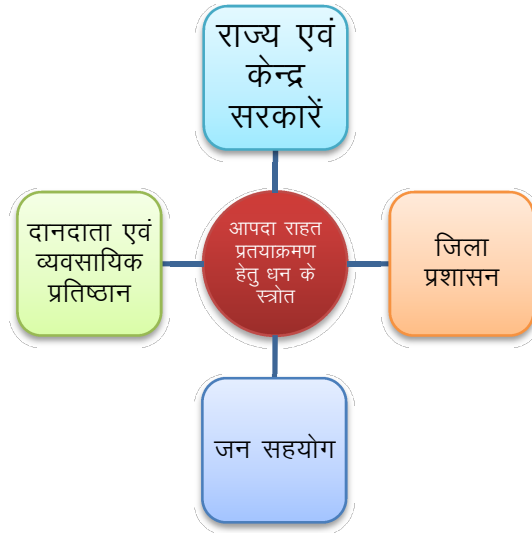 राज्य एवं
केन्द्र
सरकारें
दानदाता एवं
व्यवसायिक
प्रतिष्ठान
आपदा राहत
प्रतयाक्रमण
हेतु धन के
स्त्रोत
जिला
प्रशासन
जन सहयोग